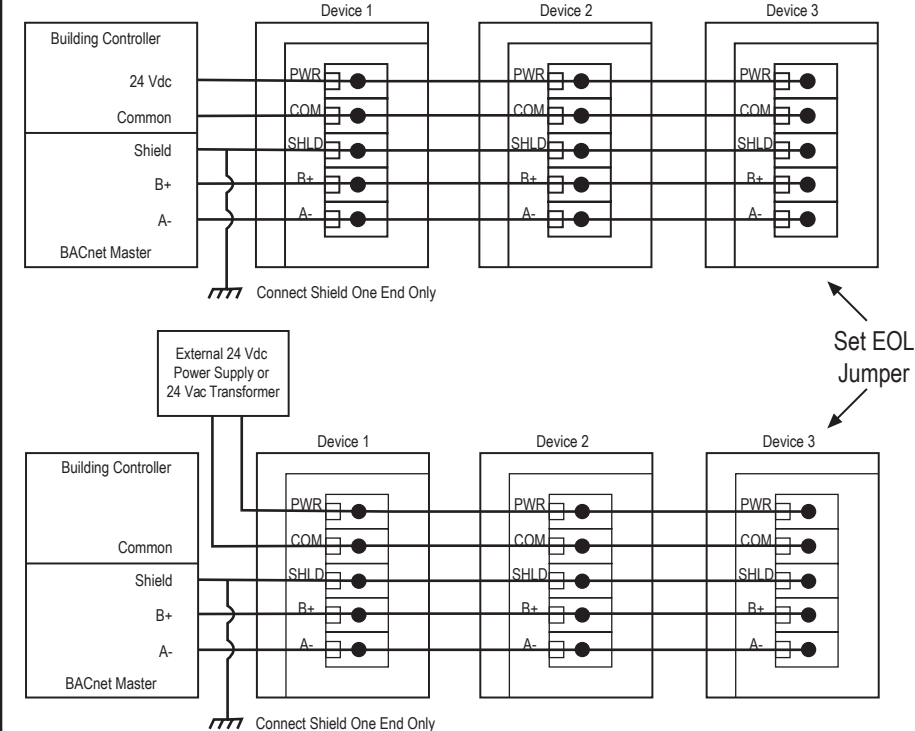 Device 1
Device 2
Device 3
Building Controller
24 Vdc
PWR
PWR
PWR
Common
COM
COM
COM
Shield
SHLD
SHLD
SHLD
B+
B+
B+
B+
A-
A-
A-
A-
BACnet Master
Connect Shield One End Only
Set EOL
Jumper
External 24 Vdc
Power Supply or
24 Vac Transformer
Device 1
Device 2
Device 3
Building Controller
PWR
PWR
PWR
Common
COM
COM
COM
Shield
SHLD
SHLD
SHLD
B+
B+
B+
B+
A-
A-
A-
A-
BACnet Master
Connect Shield One End Only